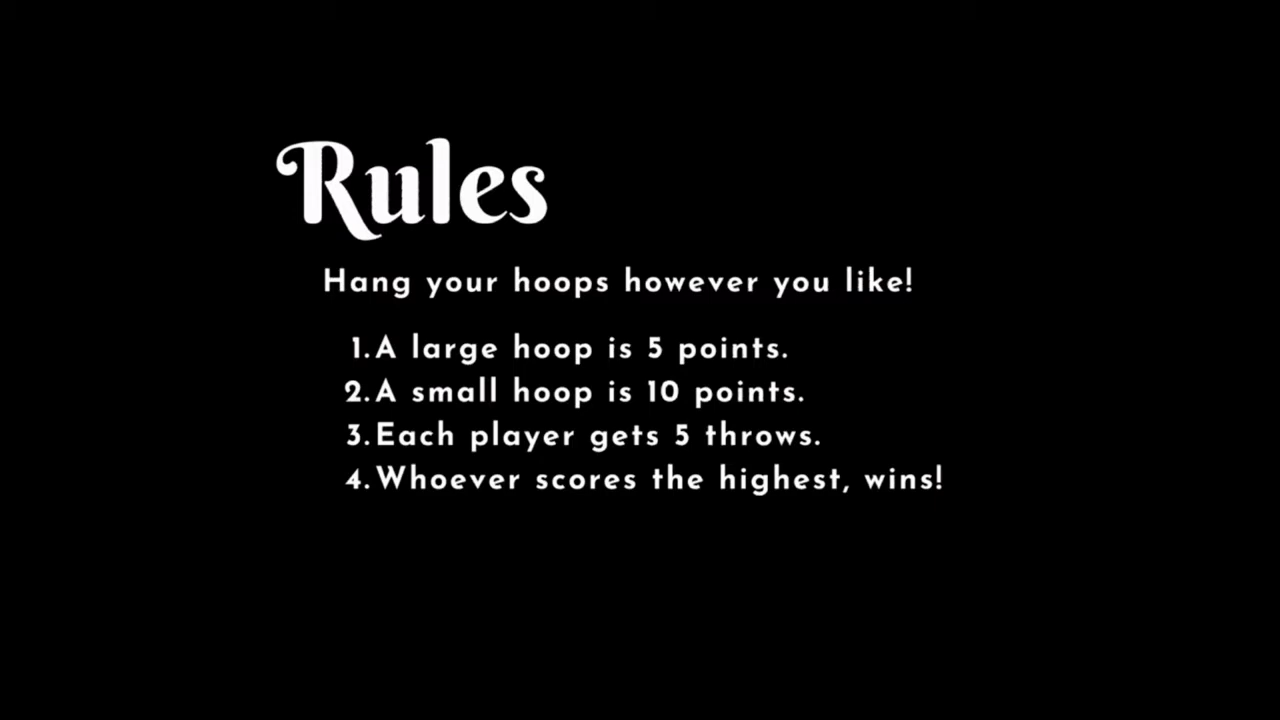 Rules
Hang your hoops however you like!
1.A large hoop is 5 points.
2.A small hoop is 10 points.
3.Each player gets 5 throws.
4.Whoever scores the highest, wins!